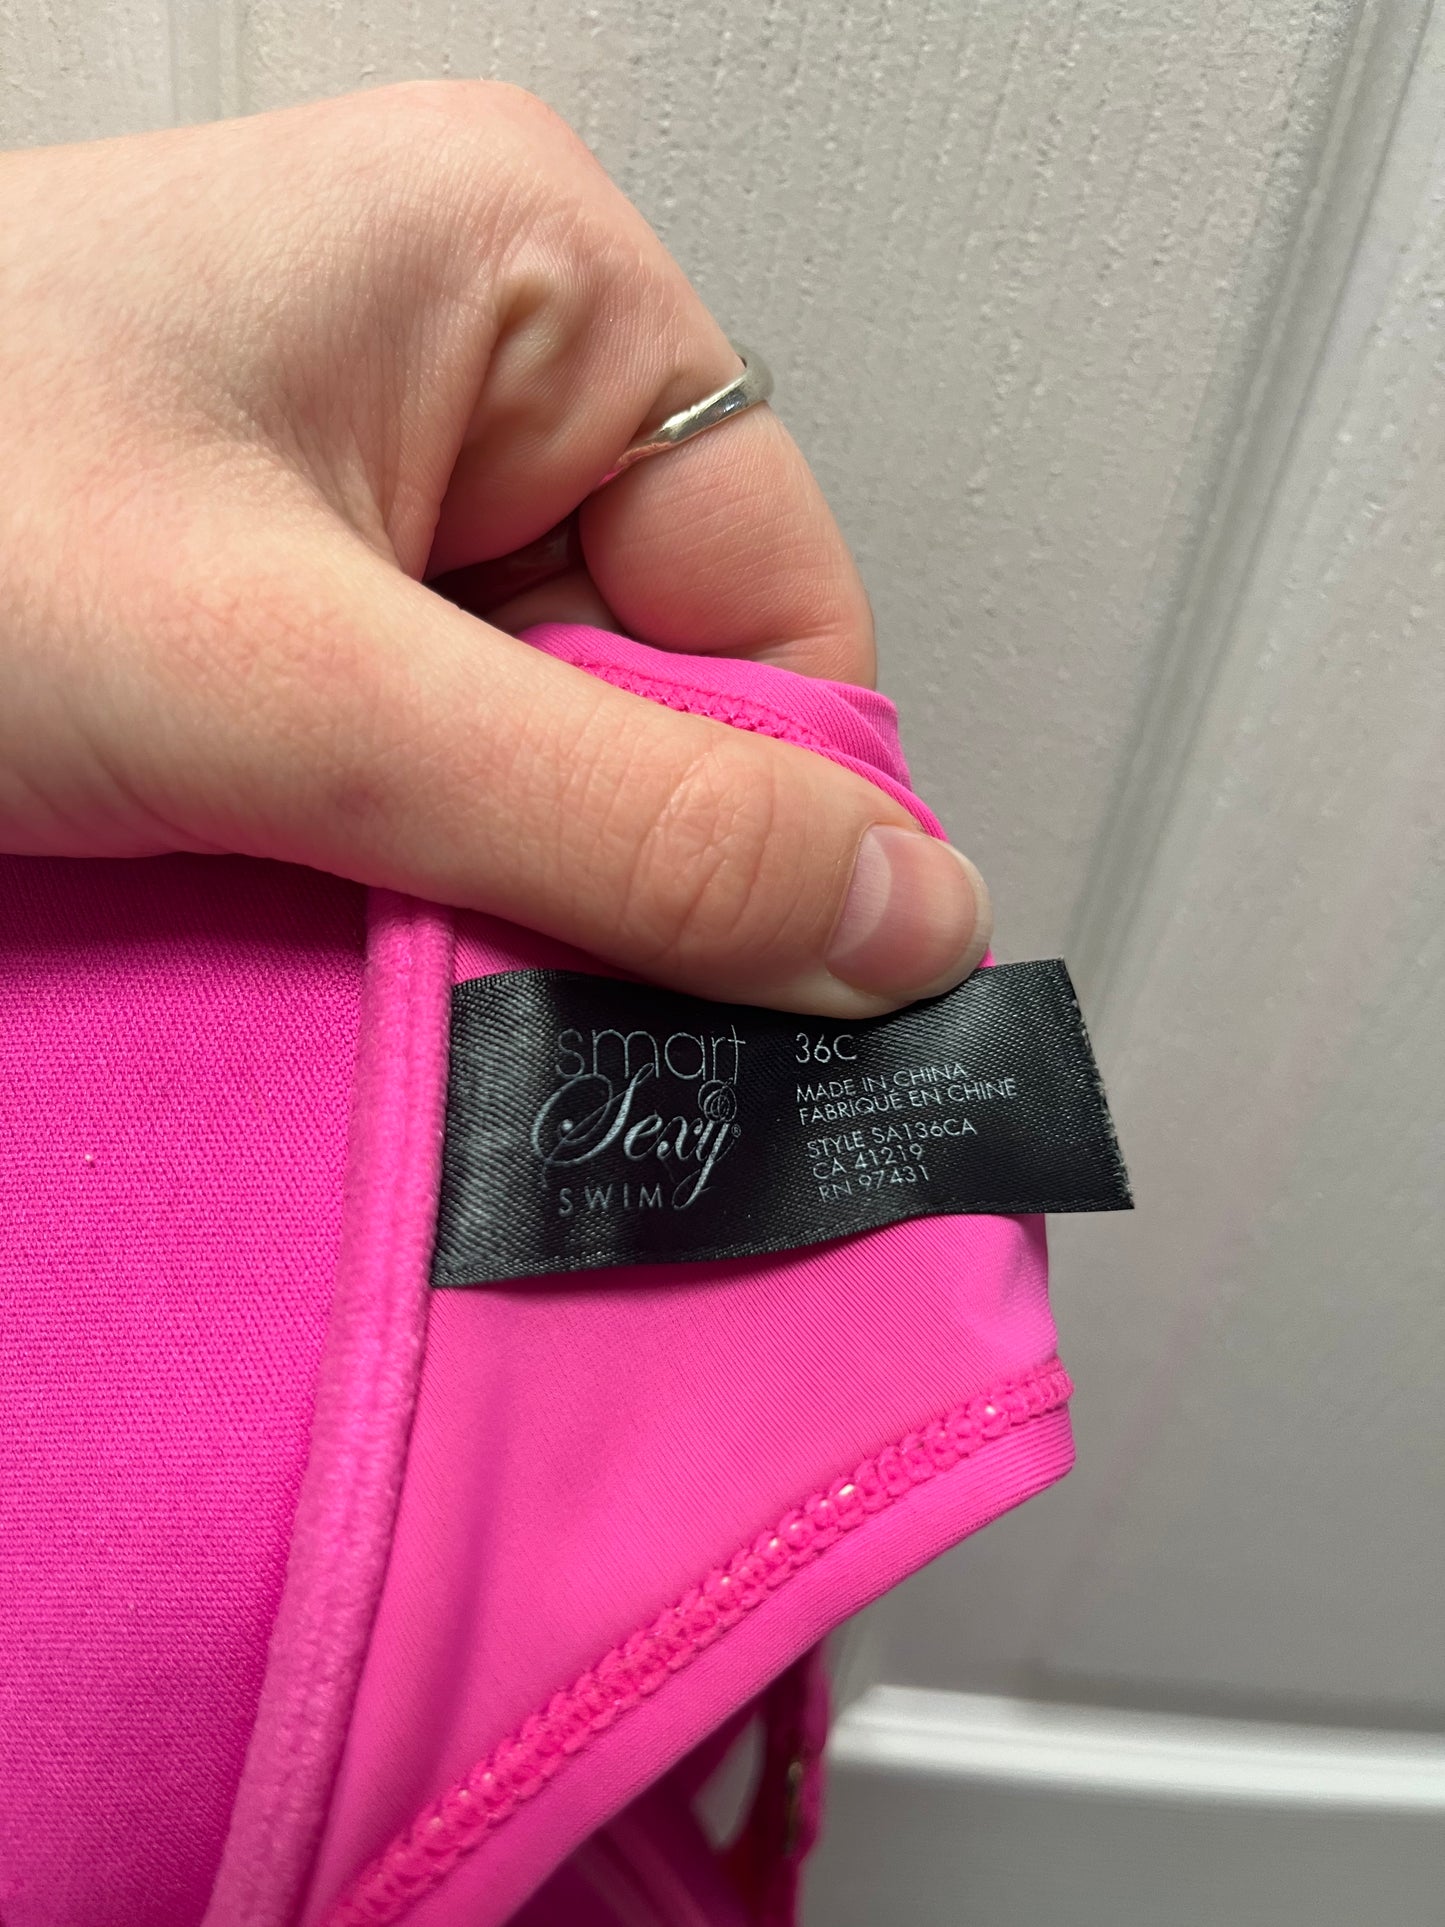 smart
Sexy®
SWIM
36C
MADE IN CHINA
FABRIQUE EN CHINE
STYLE SA136CA
CA 41219
RN 97431